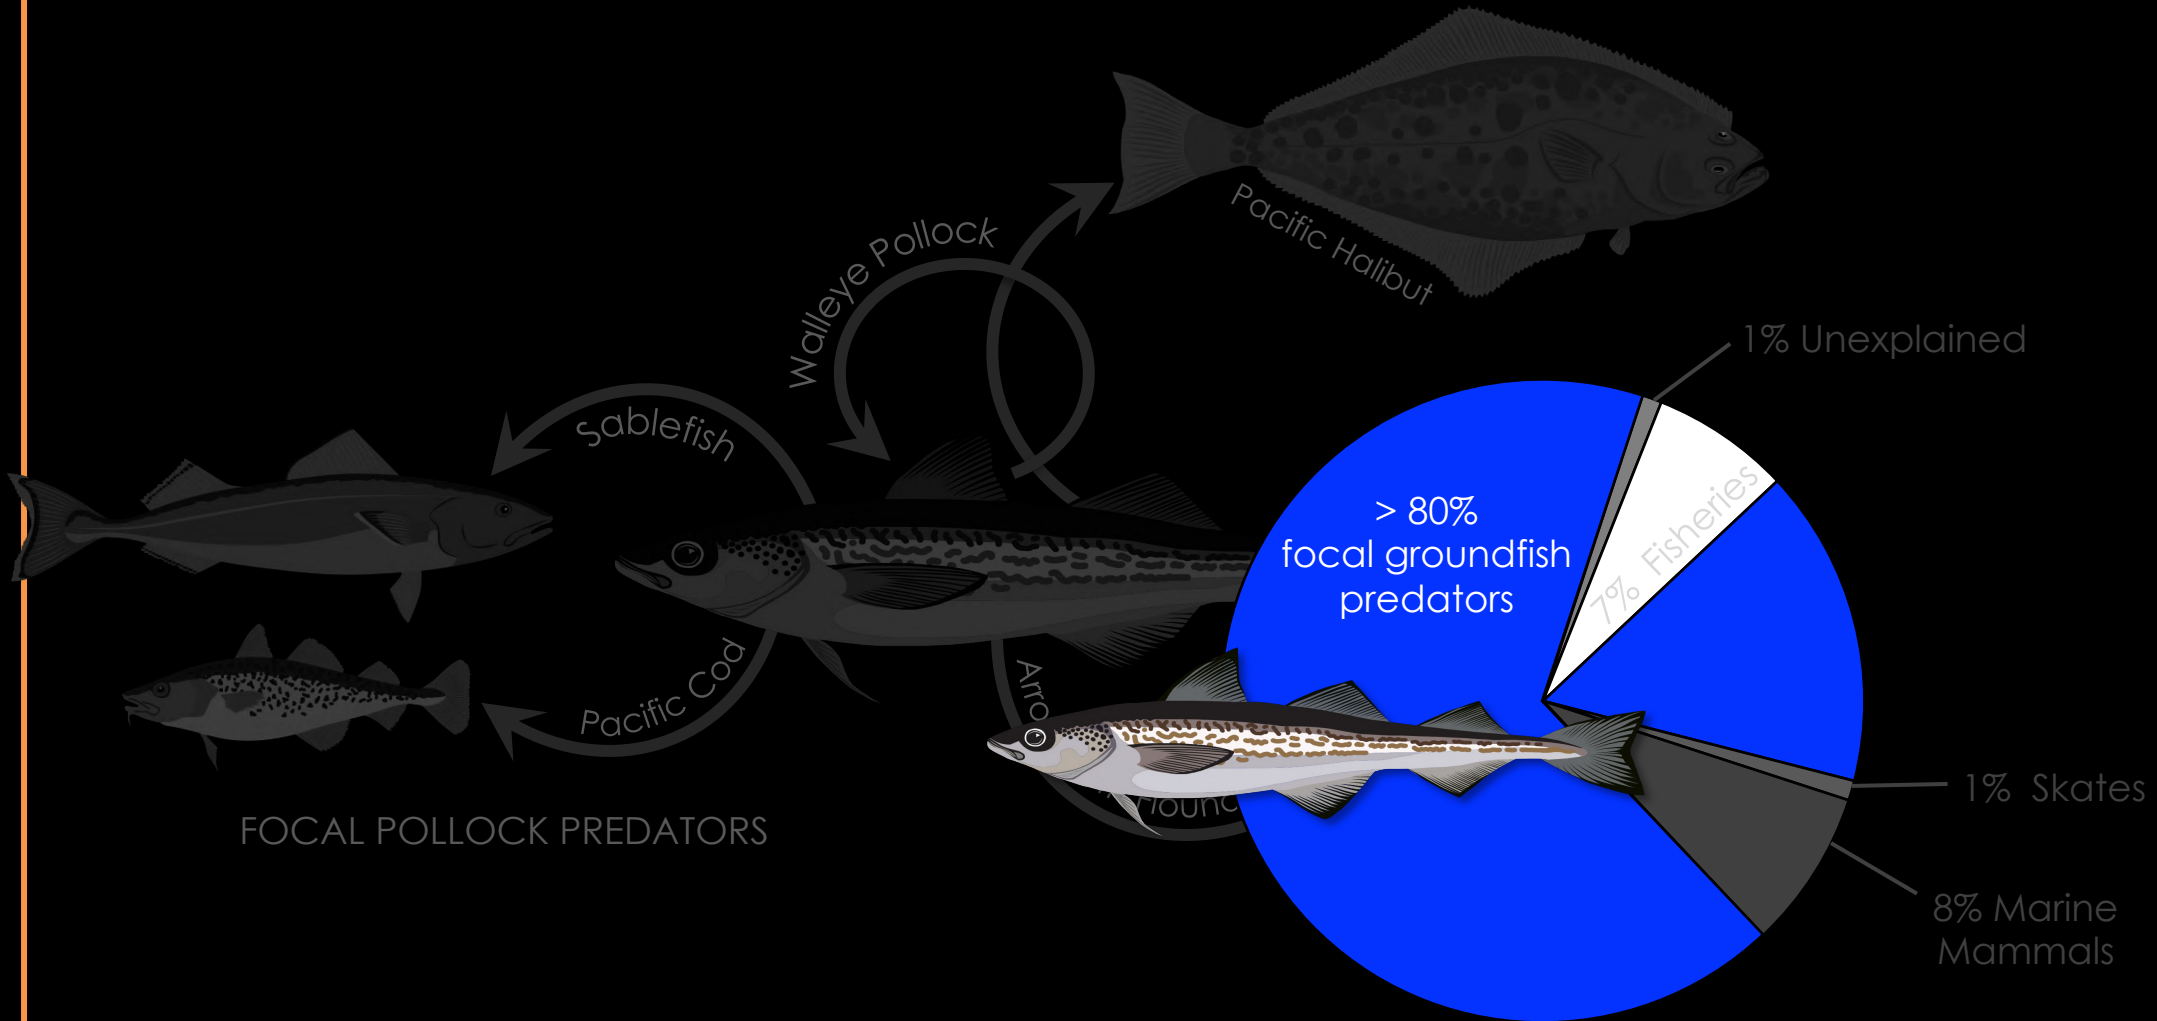 Pacific Halibut
Walleye Pollock
1% Unexplained
Sablefish
7% Fisheries
> 80%
focal groundfish
predators
Pacific Cod
1% Skates
FOCAL POLLOCK PREDATORS
8% Marine
Mammals